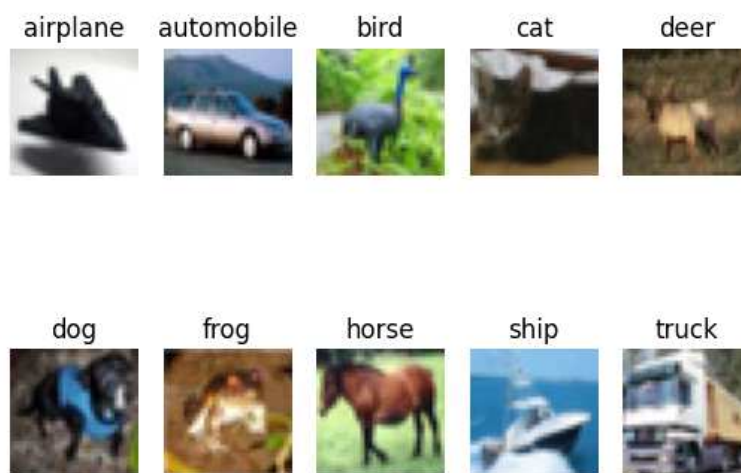 airplane automobile bird cat deer
dog frog horse ship truck